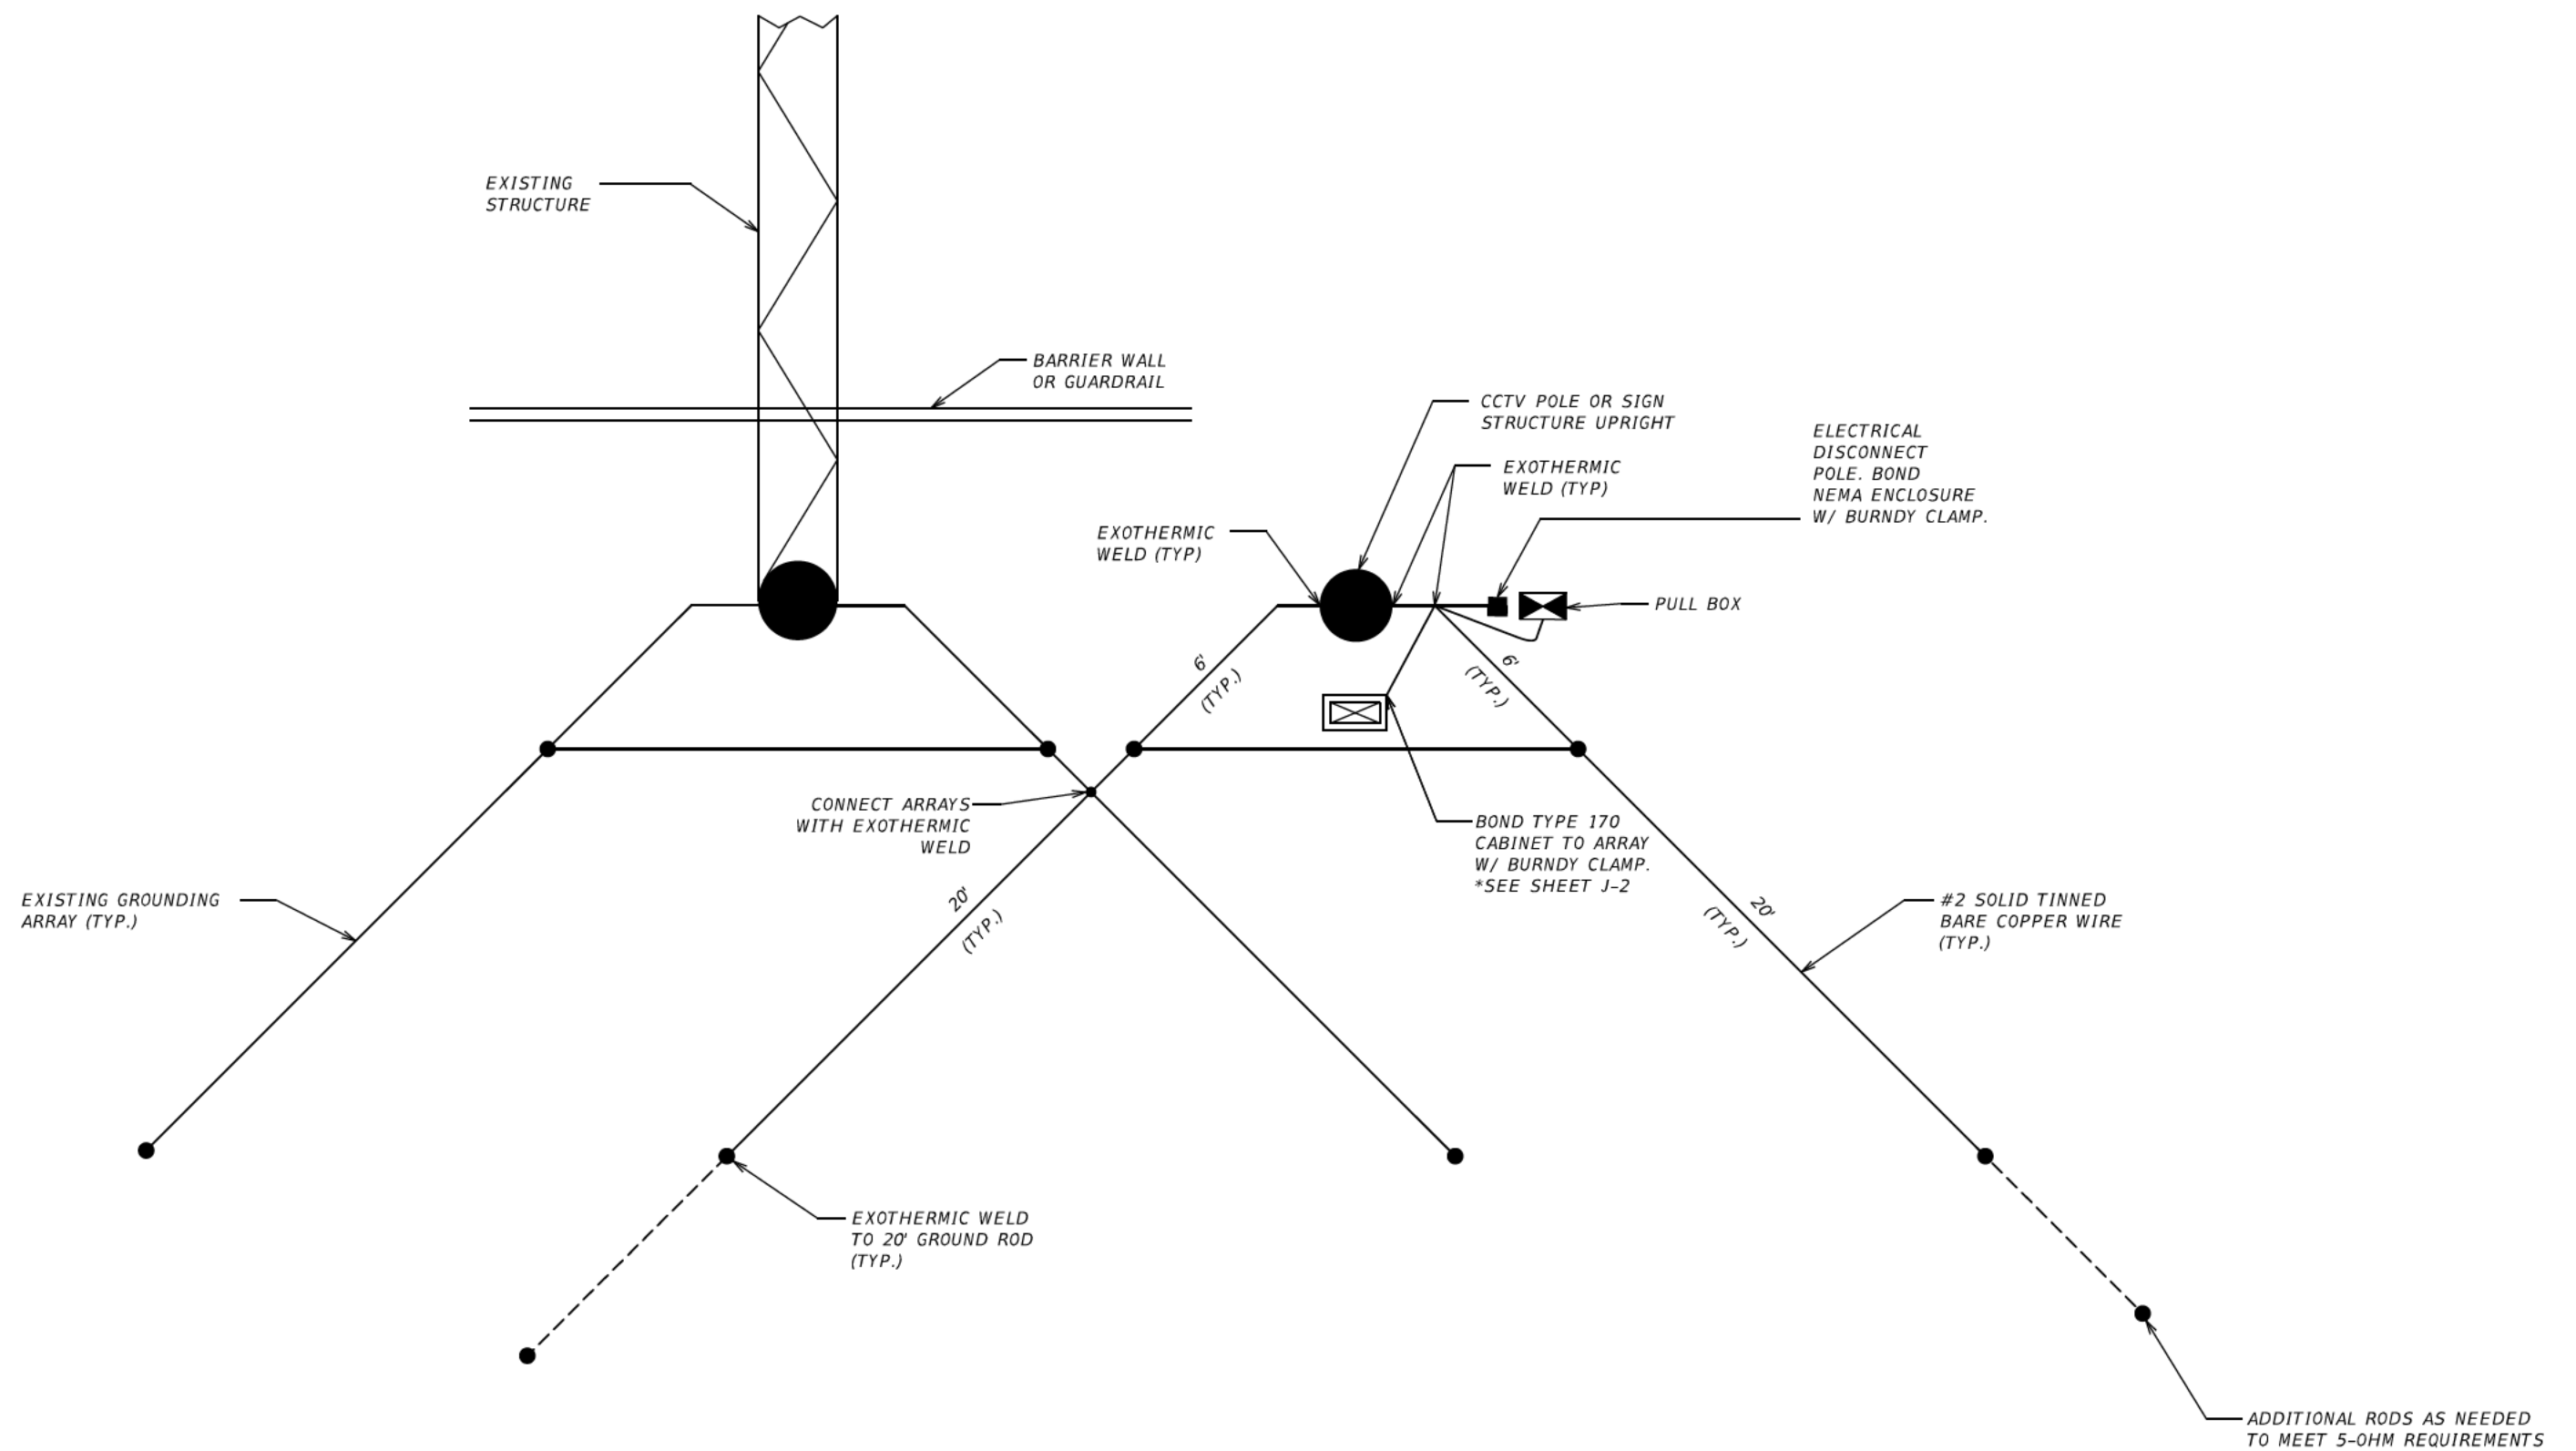 EXISTING
STRUCTURE
BARRIER WALL
OR GUARDRAIL
CCTV POLE OR SIGN
STRUCTURE UPRIGHT
ELECTRICAL
DISCONNECT
POLE. BOND
NEMA ENCLOSURE
W/ BURNDY CLAMP.
EXOTHERMIC
WELD (TYP)
EXOTHERMIC
WELD (TYP)
PULL BOX
6'
(TYP.)
6'
(TYP.)
CONNECT ARRAYS
WITH EXOTHERMIC
WELD
BOND TYPE 170
CABINET TO ARRAY
W/ BURNDY CLAMP.
*SEE SHEET J-2
EXISTING GROUNDING
ARRAY (TYP.)
20'
(TYP.)
20'
(TYP.)
#2 SOLID TINNED
BARE COPPER WIRE
(TYP.)
EXOTHERMIC WELD
TO 20' GROUND ROD
(TYP.)
ADDITIONAL RODS AS NEEDED
TO MEET 5-OHM REQUIREMENTS